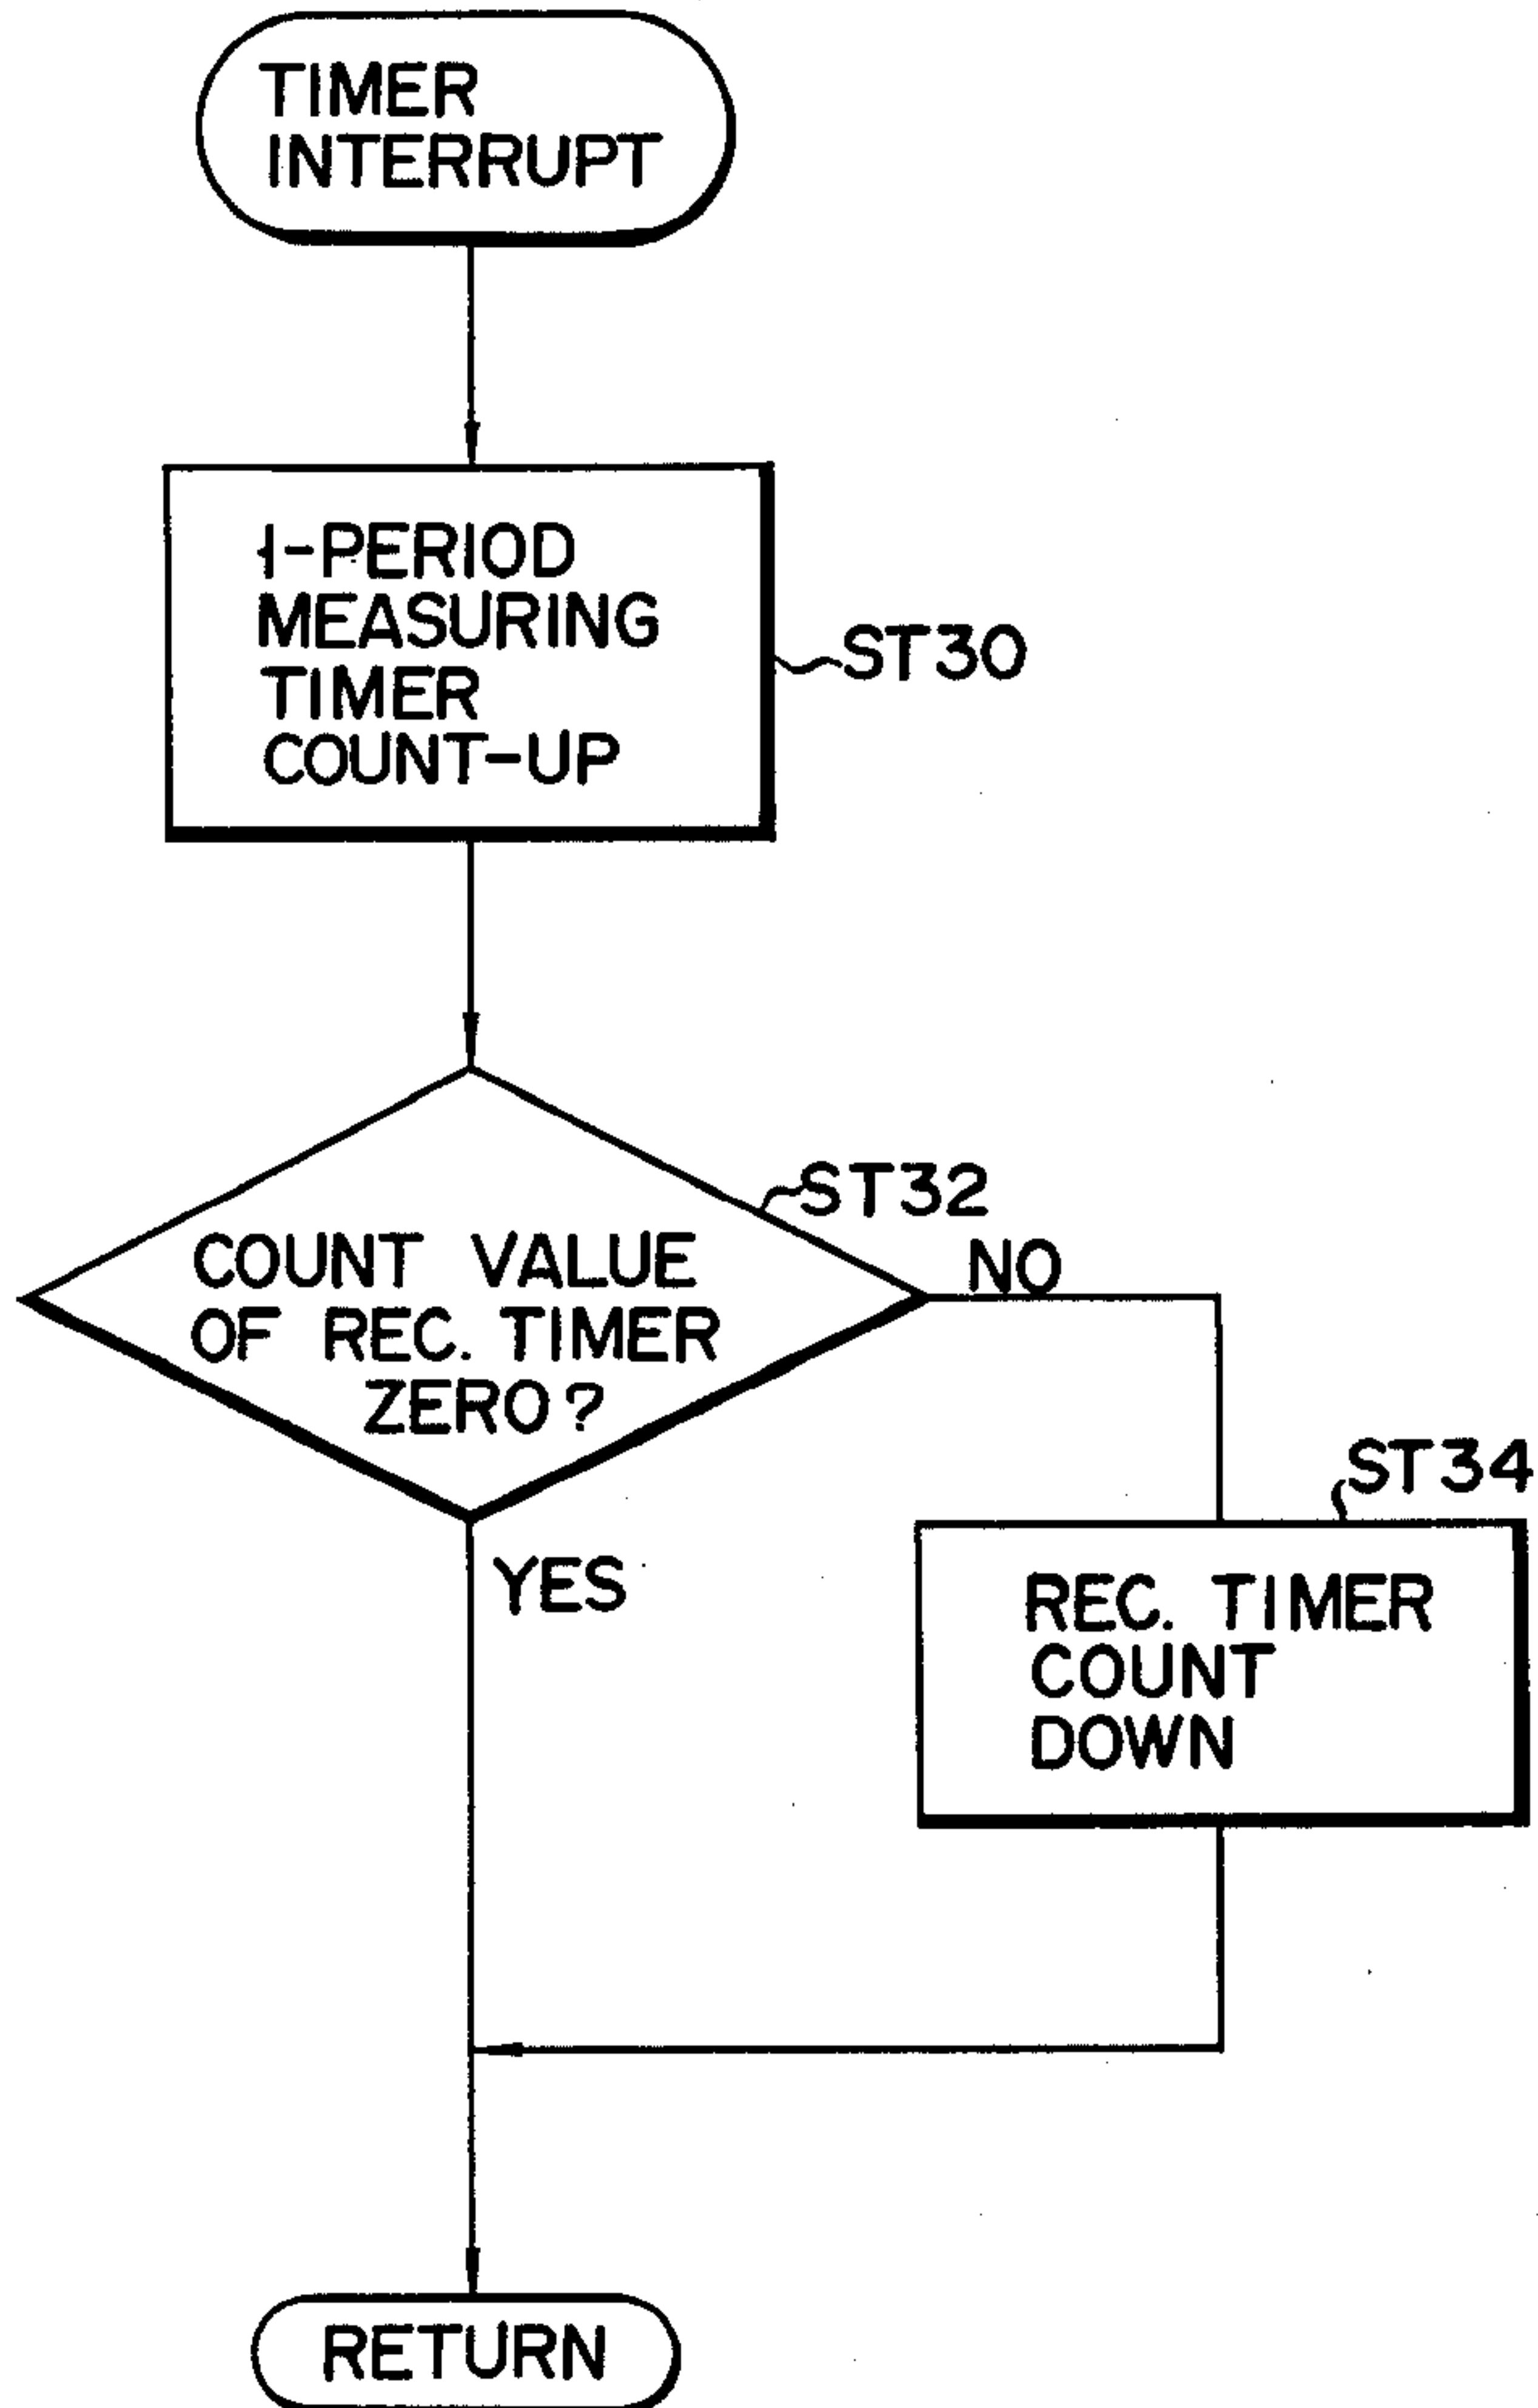 TIMER
INTERRUPT
1-PERIOD
MEASURING
TIMER
COUNT-UP
ST30
ST32
COUNT VALUE
OF REC. TIMER
ZERO?
NO
YES
ST34
REC. TIMER
COUNT
DOWN
RETURN